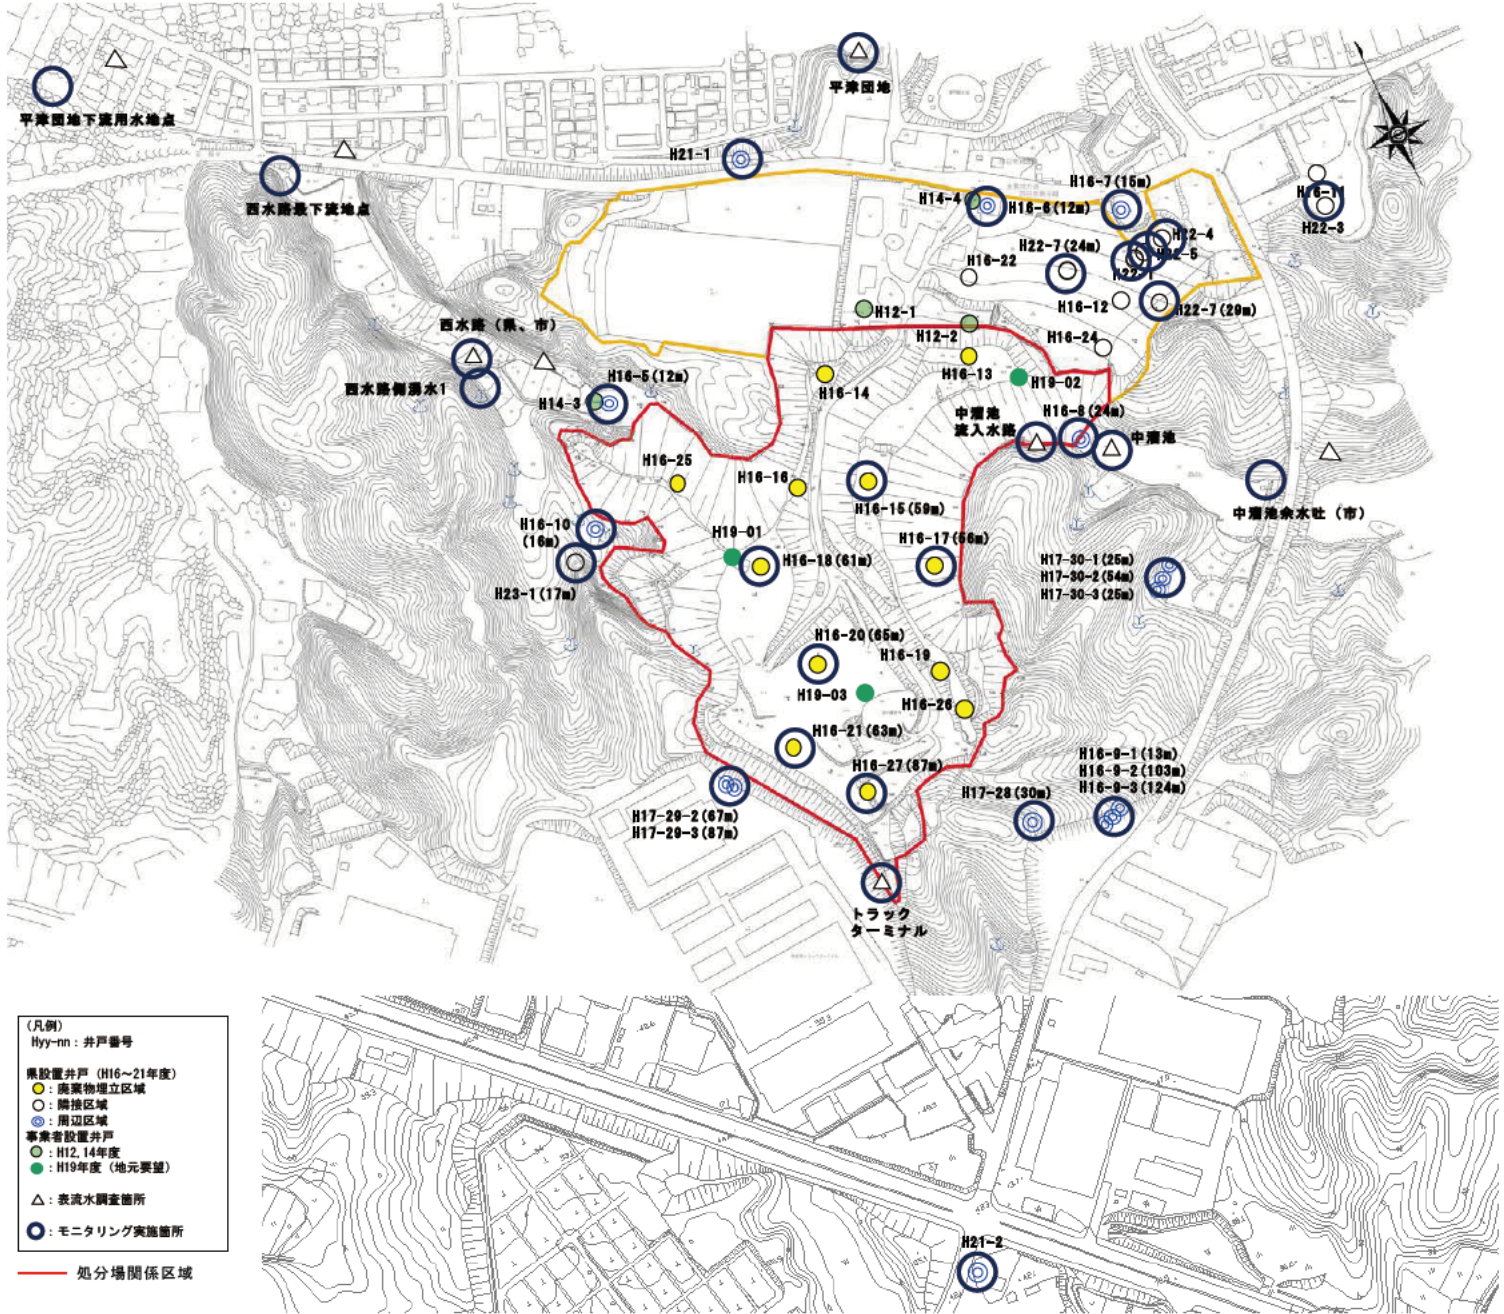 平津団地
平津団地下流用水地点
H21-1
西水路最下流地点
H16-7(15m)
H14-4
H16-6(12m)
H16-11
H22-3
H22-4
H22-5
H22-7(24m)
H16-22
H16-12
H22-7(29m)
H12-1
H12-2
H16-24
西水路(県、市)
西水路側湧水1
H16-5(12m)
H14-3
H16-14
H16-13
H19-02
中溜池
流入水路
H16-8(24m)
中溜池
H16-25
H16-16
H16-15(59m)
中溜池余水吐(市)
H16-10
(16m)
H19-01
H16-18(61m)
H16-17(56m)
H23-1(17m)
H17-30-1(25m)
H17-30-2(54m)
H17-30-3(25m)
H16-20(65m)
H16-19
H19-03
H16-26
H16-21(63m)
H16-27(87m)
H16-9-1(13m)
H16-9-2(103m)
H16-9-3(124m)
H17-28(30m)
H17-29-2(67m)
H17-29-3(87m)
トラック
ターミナル
(凡例)
Hyy-nn:井戸番号
県設置井戸(H16～21年度)
:廃棄物埋立区域
:隣接区域
:周辺区域
事業者設置井戸
:H12,14年度
:H19年度(地元要望)
:表流水調査箇所
:モニタリング実施箇所
処分場関係区域
H21-2